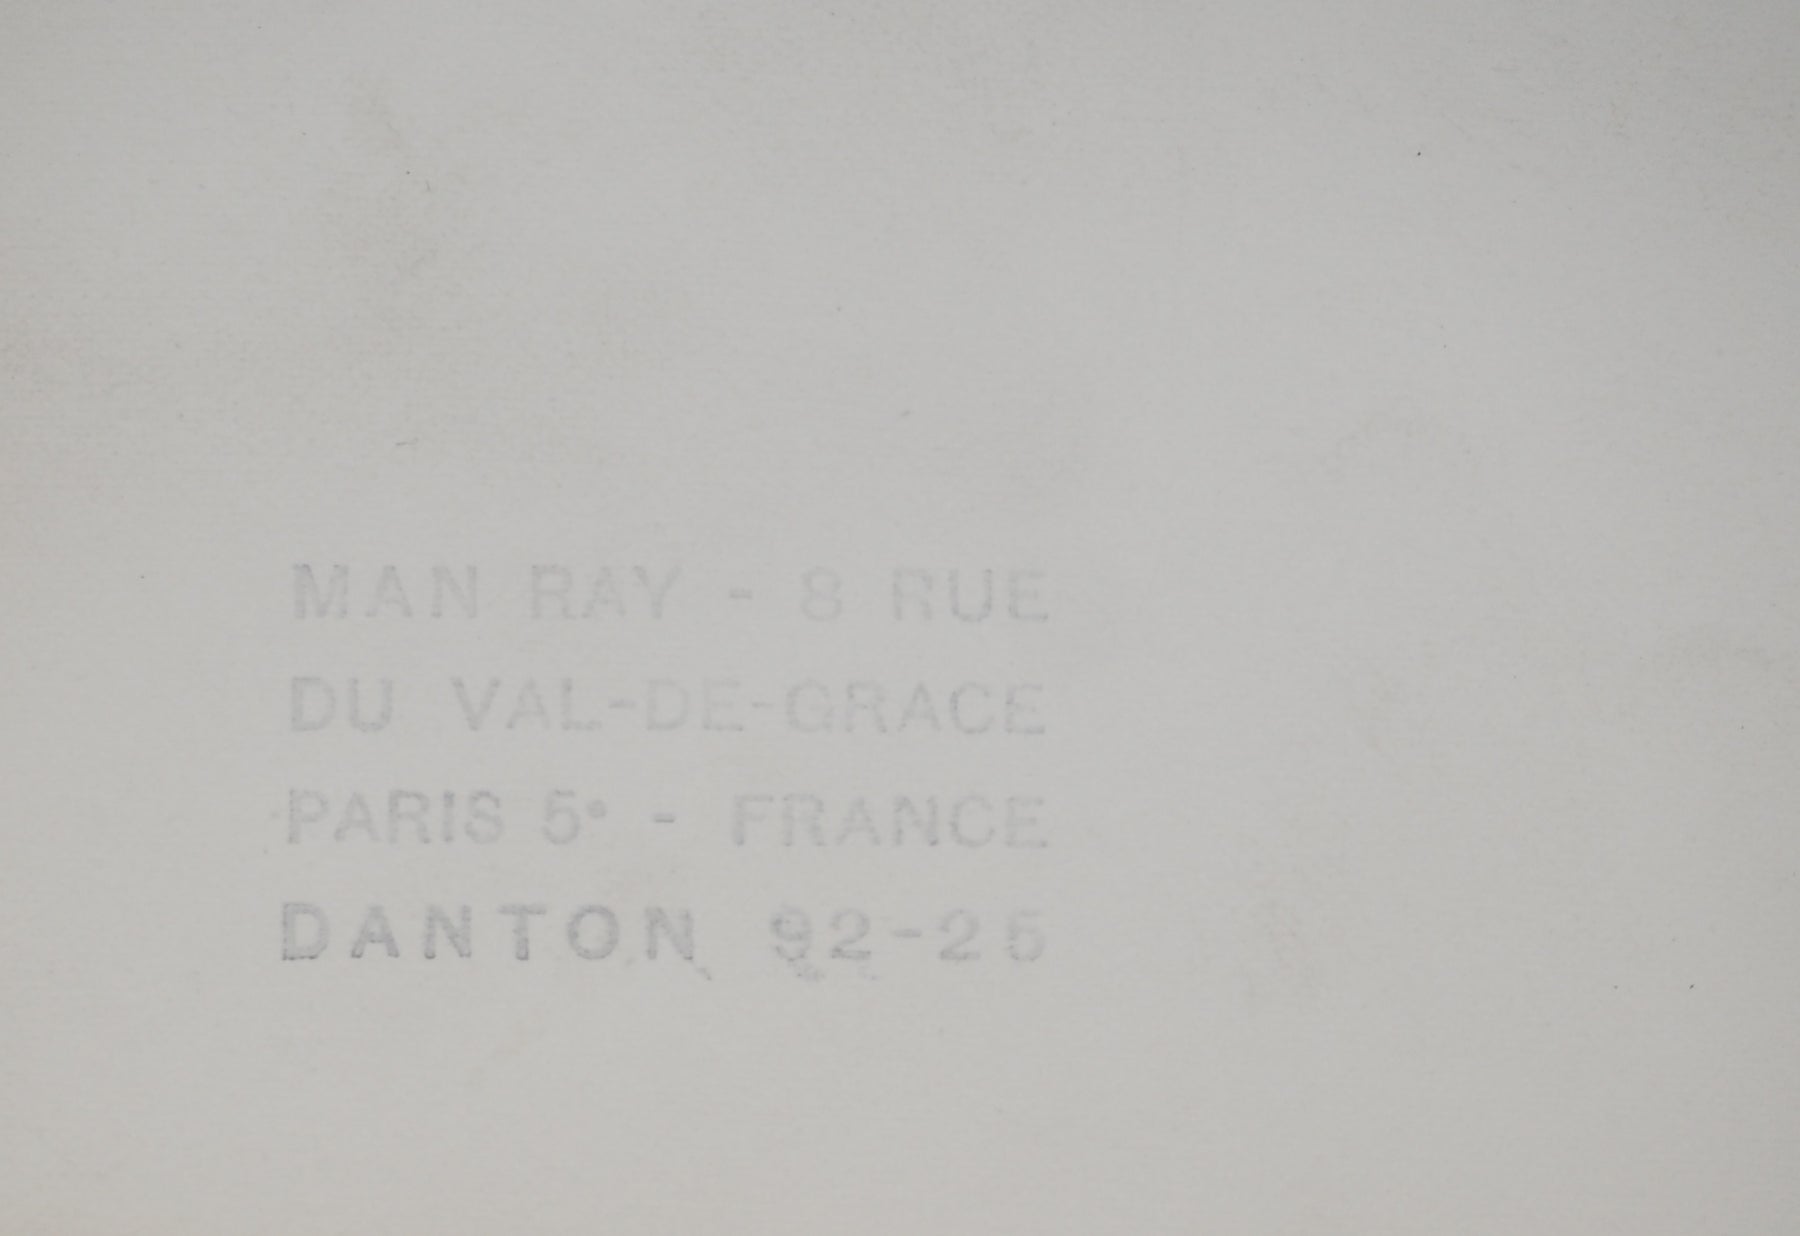 MAN RAY - 8 RUE
DU VAL-DE-GRACE
PARIS 5e - FRANCE
DANTON 92-25